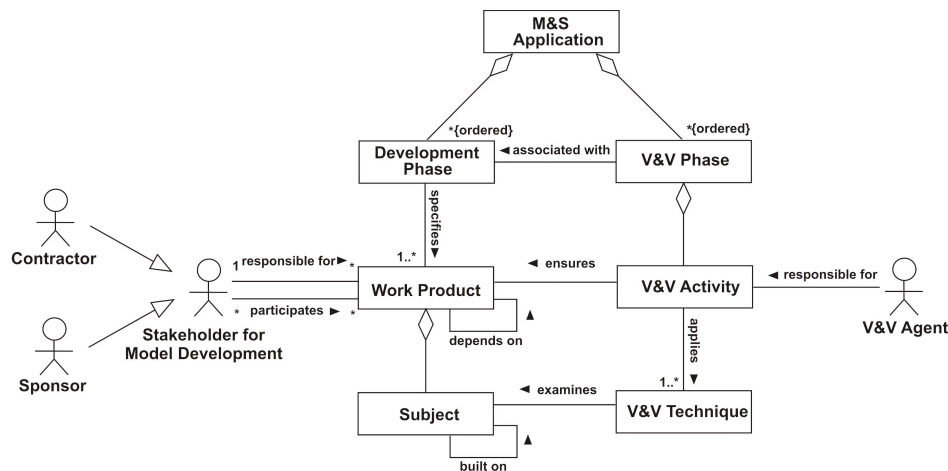 M&S
Application
*{ordered}
*{ordered}
Development
Phase
associated with
V&V Phase
specifies
Contractor
1
responsible for
*
1..*
Work Product
ensures
V&V Activity
responsible for
V&V Agent
*
participates
*
depends on
Stakeholder for
Model Development
Sponsor
applies
1..*
Subject
examines
V&V Technique
built on